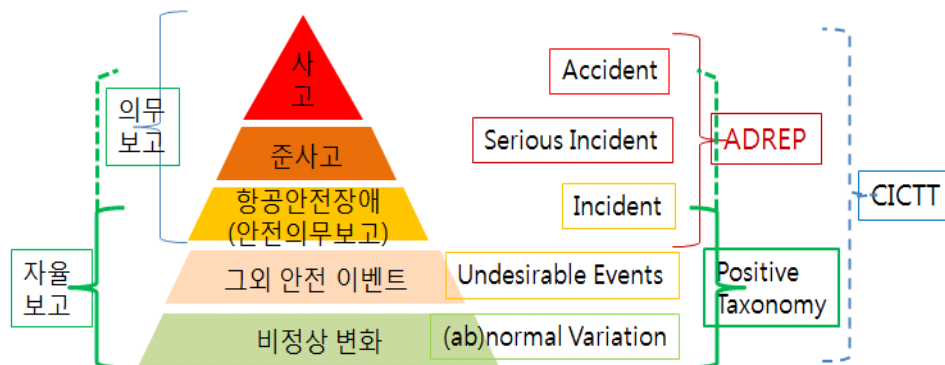 사
고
Accident
의무
보고
준사고
Serious Incident
ADREP
항공안전장애
(안전의무보고)
Incident
CICTT
자율
보고
그외 안전 이벤트
Undesirable Events
Positive
Taxonomy
비정상 변화
(ab)normal Variation